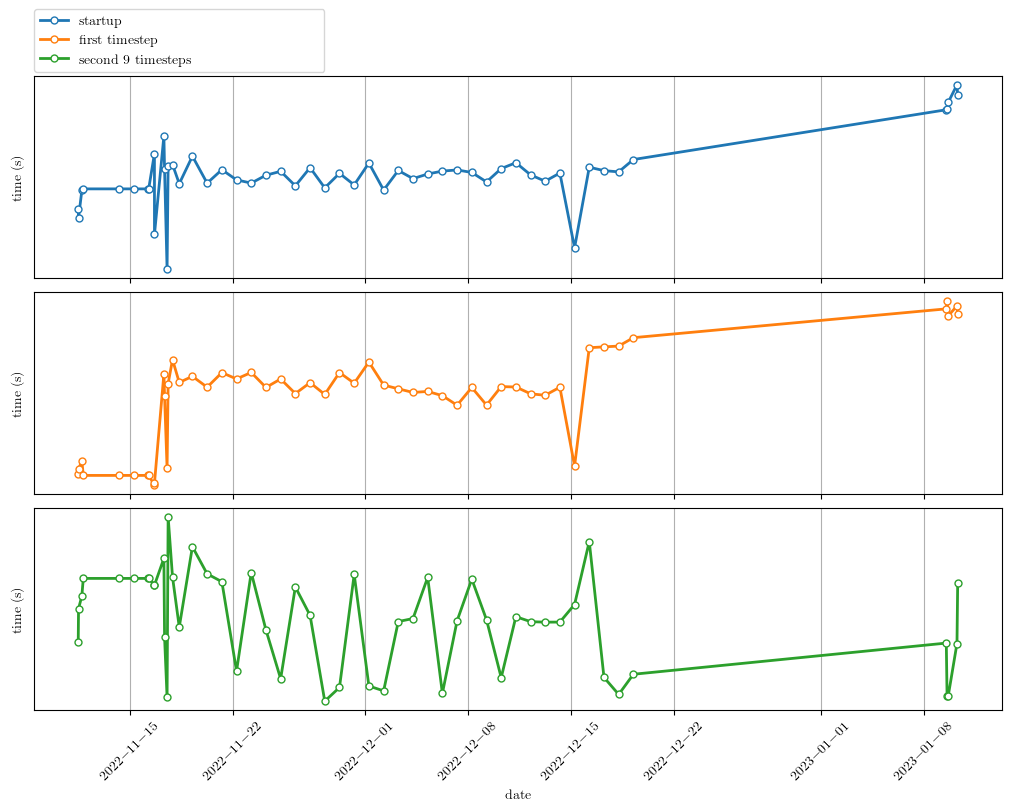 startup
first timestep
second 9 timesteps
time (s)
time (s)
time (s)
2022−11−15
2022−11−22
2022−12−01
2022−12−08
2022−12−15
2022−12−22
2023−01−01
2023−01−08
date